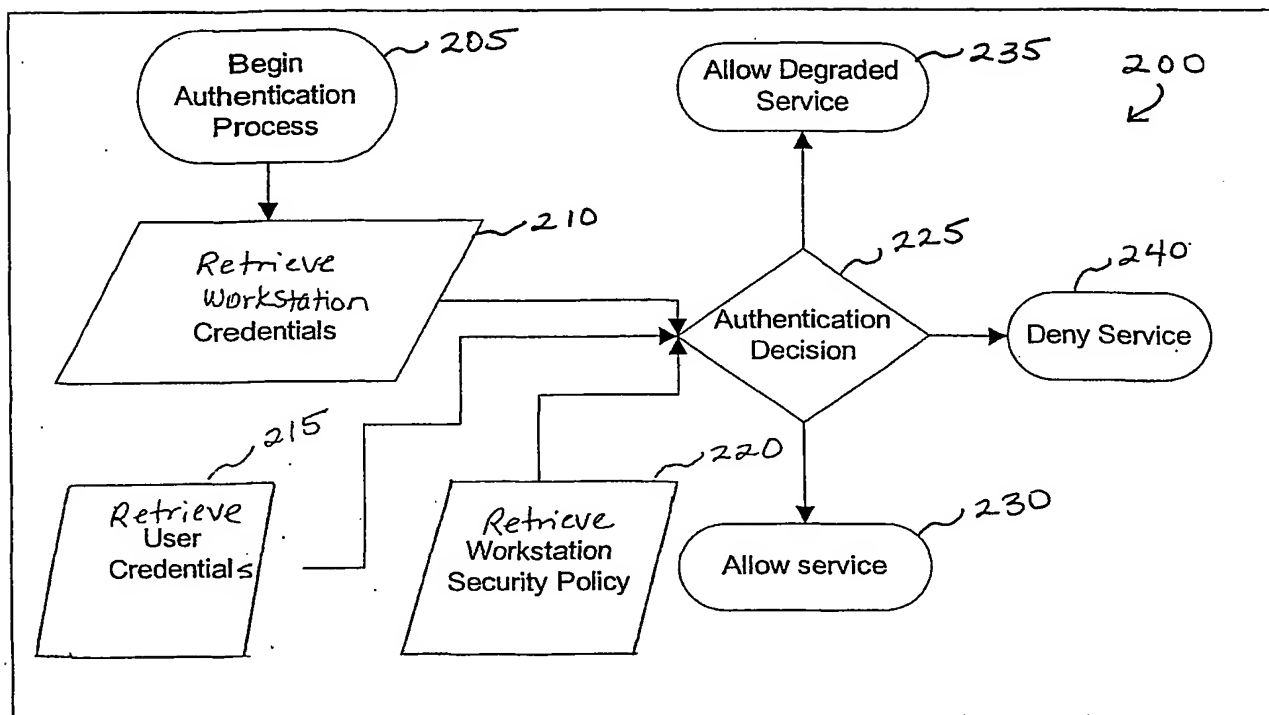 Begin
Authentication
Process
205
Allow Degraded
Service
235
200
Retrieve
Workstation
Credentials
210
Authentication
Decision
225
Deny Service
240
Retrieve
User
Credentials
215
Retrieve
Workstation
Security Policy
220
Allow service
230